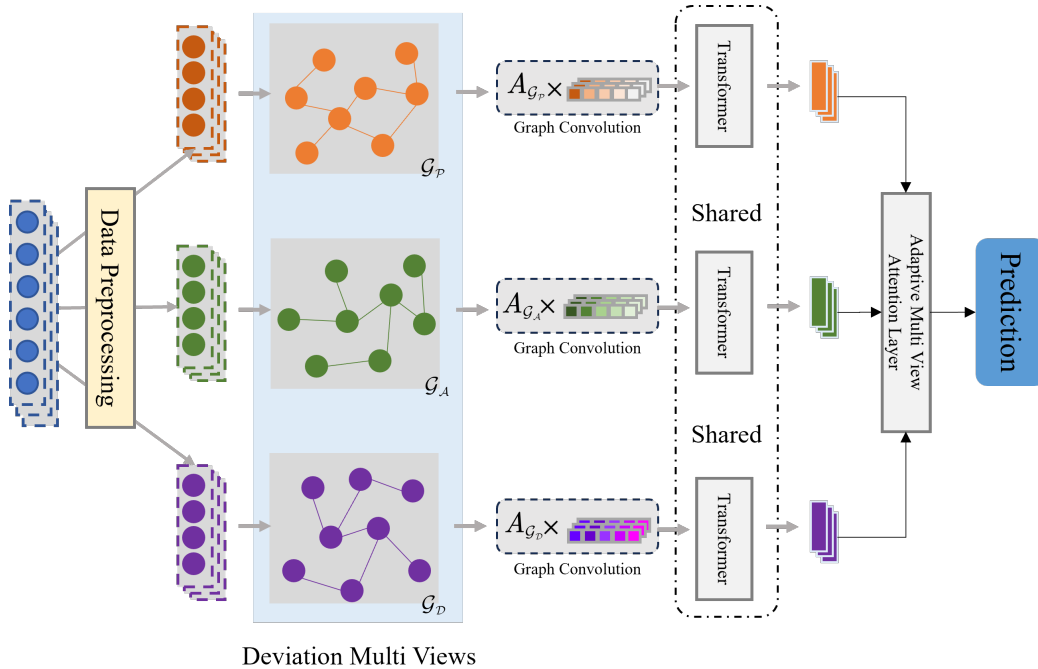 Data Preprocessing
𝒢_𝒫
A_{𝒢_𝒫} ×
Graph Convolution
Transformer
Shared
𝒢_𝒜
A_{𝒢_𝒜} ×
Graph Convolution
Transformer
Adaptive Multi View
Attention Layer
Prediction
Shared
𝒢_𝒟
A_{𝒢_𝒟} ×
Graph Convolution
Transformer
Deviation Multi Views